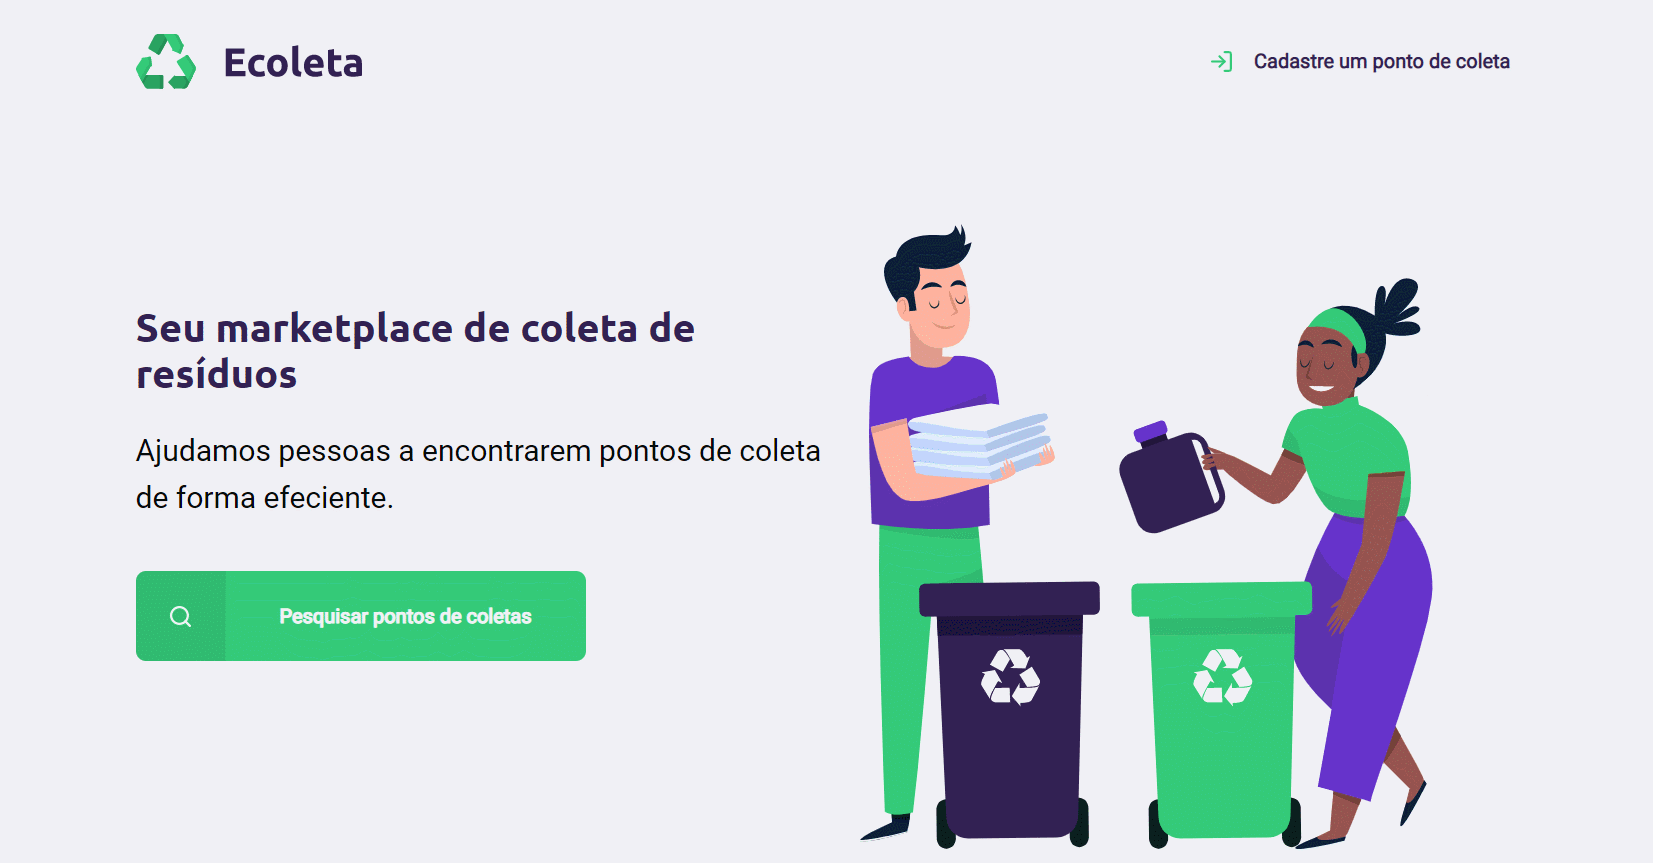 Ecoleta
Cadastre um ponto de coleta
Seu marketplace de coleta de
resíduos
Ajudamos pessoas a encontrarem pontos de coleta
de forma efeciente.
Pesquisar pontos de coletas